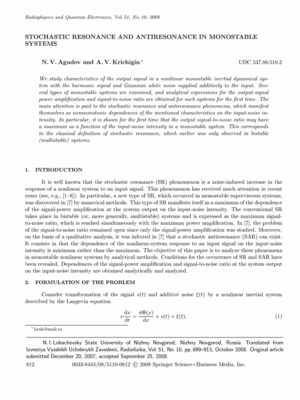 Radiophysics and Quantum Electronics, Vol. 51, No. 10, 2008
STOCHASTIC RESONANCE AND ANTIRESONANCE IN MONOSTABLE
SYSTEMS
N. V. Agudov and A. V. Krichigin *
UDC 537.86:519.2
We study characteristics of the output signal in a nonlinear monostable inertial dynamical sys-
tem with the harmonic signal and Gaussian white noise supplied additively to the input. Sev-
eral types of monostable systems are examined, and analytical expressions for the output-signal
power amplification and signal-to-noise ratio are obtained for each systems for the first time. The
main attention is paid to the stochastic resonance and antiresonance phenomena, which manifest
themselves as nonmonotonic dependences of the mentioned characteristics on the input-noise in-
tensity. In particular, it is shown for the first time that the output signal-to-noise ratio may have
a maximum as a function of the input-noise intensity in a monostable system. This corresponds
to the classical definition of stochastic resonance, which earlier was only observed in bistable
(multistable) systems.
1. INTRODUCTION
It is well known that the stochastic resonance (SR) phenomenon is a noise-induced increase in the
response of a nonlinear system to an input signal. This phenomenon has received much attention in recent
years (see, e.g., [1–6]). In particular, a new type of SR, which occurred in monostable supervisions systems,
was discovered in [7] by numerical methods. This type of SR manifests itself as a maximum of the dependence
of the signal-power amplification at the system output on the input-noise intensity. The conventional SR
takes place in bistable (or, more generally, multistable) systems and is expressed as the maximum signal-
to-noise ratio, which is reached simultaneously with the maximum power amplification. In [7], the problem
of the signal-to-noise ratio remained open since only the signal-power amplification was studied. Moreover,
on the basis of a qualitative analysis, it was inferred in [7] that a stochastic antiresonance (SAR) can exist.
It consists in that the dependence of the nonlinear-system response to an input signal on the input-noise
intensity is minimum rather than the maximum. The objective of this paper is to analyze these phenomena
in monostable nonlinear systems by analytical methods. Conditions for the occurrence of SR and SAR have
been revealed. Dependences of the signal-power amplification and signal-to-noise ratio at the system output
on the input-noise intensity are obtained analytically and analyzed.
2. FORMULATION OF THE PROBLEM
Consider transformation of the signal s(t) and additive noise ξ(t) by a nonlinear inertial system
described by the Langevin equation
dx/dt = dΦ(x)/dx + s(t) + ξ(t), (1)
* krak@mail.ru
N. I. Lobachevsky State University of Nizhny Novgorod, Nizhny Novgorod, Russia. Translated from
Izvestiya Vysshikh Uchebnykh Zavedenii, Radiofizika, Vol. 51, No. 10, pp. 899–913, October 2008. Original article
submitted December 20, 2007; accepted September 25, 2008.
812 0033-8443/08/5110-0812 © 2008 Springer Science+Business Media, Inc.